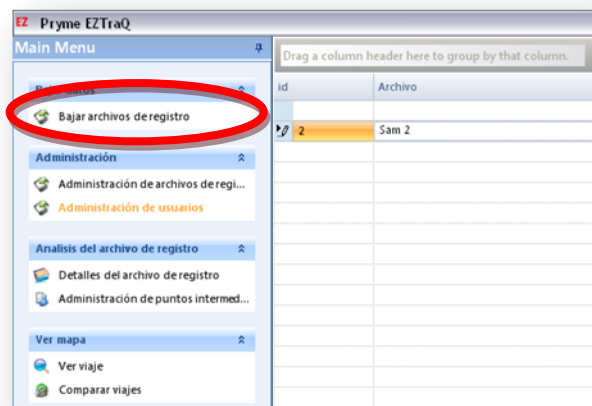 EZ Pryme EZTraQ
Main Menu
Drag a column header here to group by that column.
id Archivo
Bajar datos
Bajar archivos de registro
2 Sam 2
Administración
Administración de archivos de regi...
Administración de usuarios
Analisis del archivo de registro
Detalles del archivo de registro
Administración de puntos intermed...
Ver mapa
Ver viaje
Comparar viajes